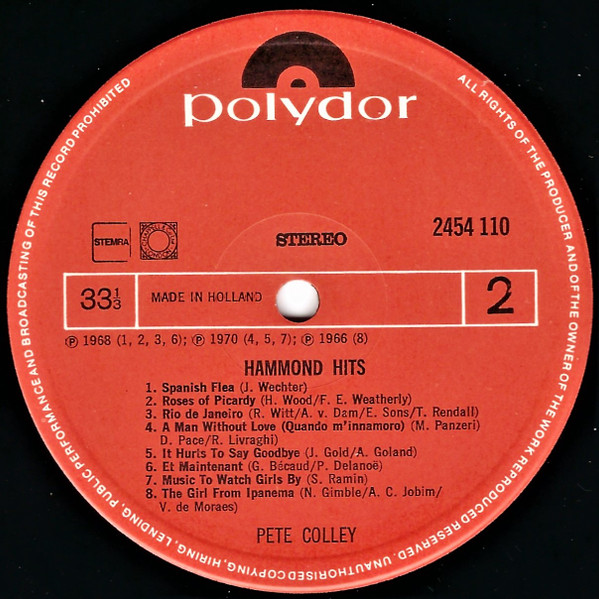 polydor
ALL RIGHTS OF THE PRODUCER AND OF THE OWNER OF THE WORK REPRODUCED RESERVED. UNAUTHORISED COPYING, HIRING, LENDING, PUBLIC PERFORMANCE AND BROADCASTING OF THIS RECORD PROHIBITED
STEMRA
STEREO
2454 110
33 1/3
MADE IN HOLLAND
2
℗ 1968 (1, 2, 3, 6); ℗ 1970 (4, 5, 7); ℗ 1966 (8)
HAMMOND HITS
1. Spanish Flea (J. Wechter)
2. Roses of Picardy (H. Wood/F. E. Weatherly)
3. Rio de Janeiro (R. Witt/A. v. Dam/E. Sons/T. Rendall)
4. A Man Without Love (Quando m'innamoro) (M. Panzeri/
D. Pace/R. Livraghi)
5. It Hurls To Say Goodbye (J. Gold/A. Goland)
6. Et Maintenant (G. Bécaud/P. Delanoë)
7. Music To Watch Girls By (S. Ramin)
8. The Girl From Ipanema (N. Gimble/A. C. Jobim/
V. de Moraes)
PETE COLLEY